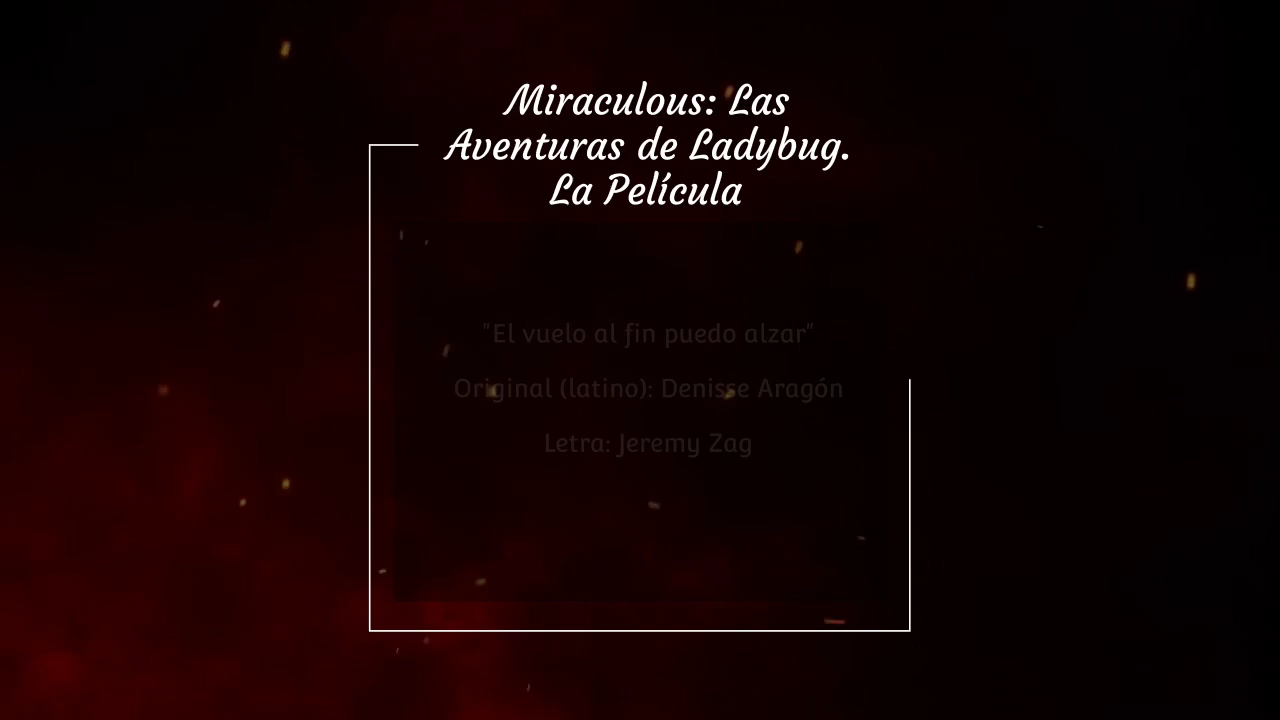 Miraculous: Las
Aventuras de Ladybug.
La Película
"El vuelo al fin puedo alzar"
Original (latino): Denisse Aragón
Letra: Jeremy Zag